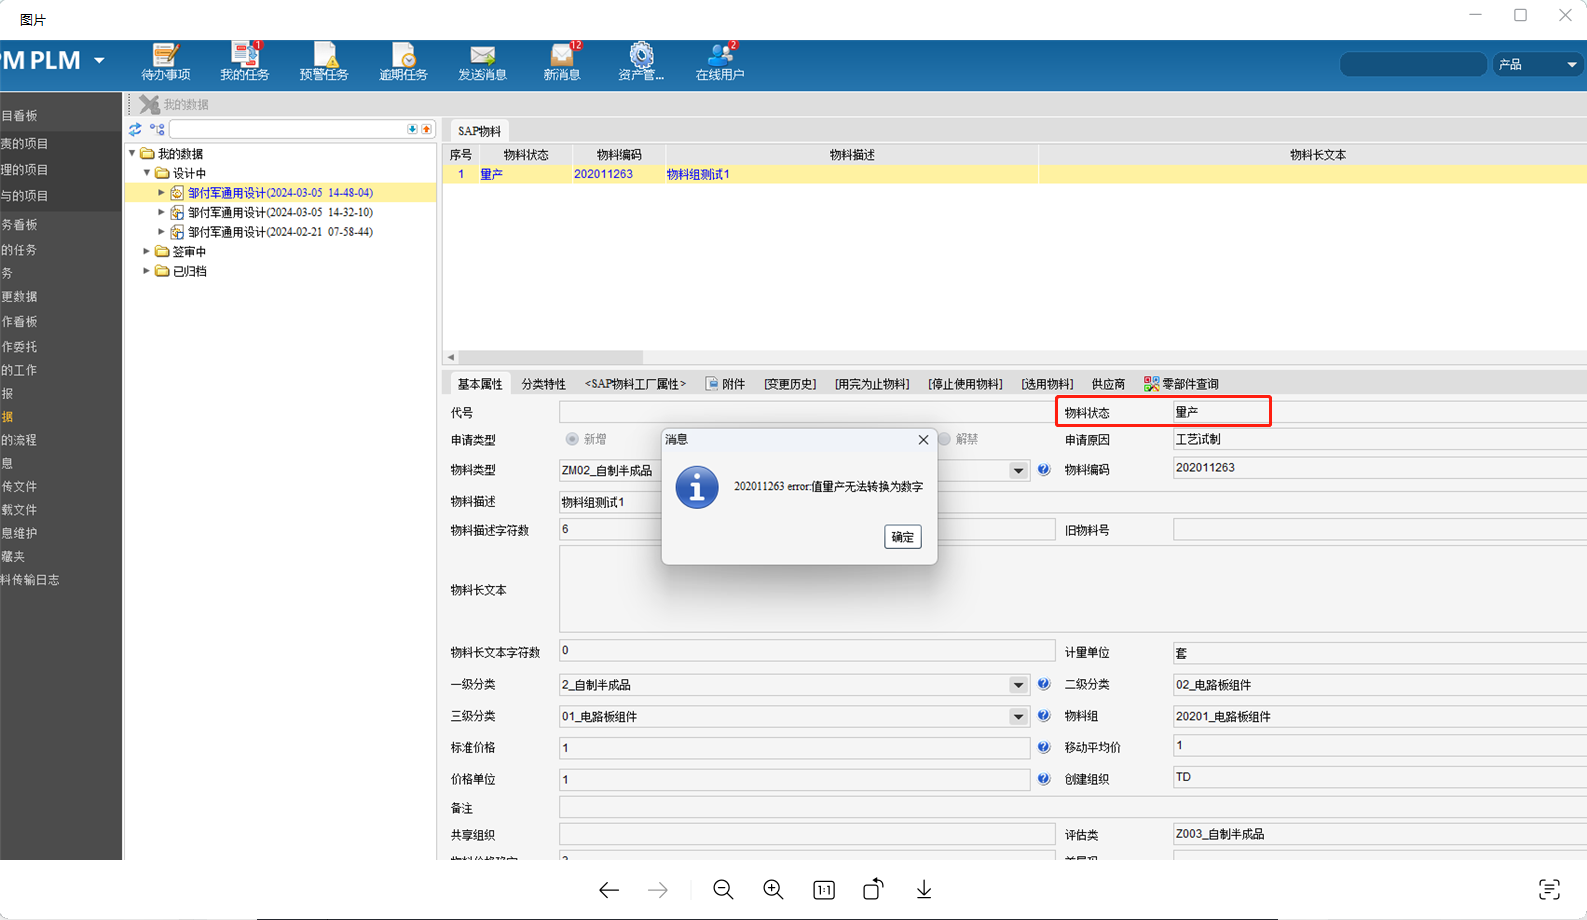 图片
PM PLM
待办事项
我的任务
1
预警任务
逾期任务
发送消息
新消息
12
资产管...
在线用户
2
产品
目看板
责的项目
理的项目
与的项目
务看板
的任务
务
更数据
作看板
作委托
的工作
报
据
的流程
息
传文件
载文件
息维护
藏夹
料传输日志
我的数据
我的数据
设计中
邹付军通用设计(2024-03-05 14-48-04)
邹付军通用设计(2024-03-05 14-32-10)
邹付军通用设计(2024-02-21 07-58-44)
签审中
已归档
SAP物料
序号 物料状态 物料编码 物料描述 物料长文本
1 量产 202011263 物料组测试1
基本属性 分类特性 <SAP物料工厂属性> 附件 [变更历史] [用完为止物料] [停止使用物料] [选用物料] 供应商 零部件查询
代号 物料状态 量产
申请类型 新增 解禁 申请原因 工艺试制
物料类型 ZM02_自制半成品 物料编码 202011263
物料描述 物料组测试1
物料描述字符数 6 旧物料号
物料长文本
物料长文本字符数 0 计量单位 套
一级分类 2_自制半成品 二级分类 02_电路板组件
三级分类 01_电路板组件 物料组 20201_电路板组件
标准价格 1 移动平均价 1
价格单位 1 创建组织 TD
备注
共享组织 评估类 Z003_自制半成品
消息
202011263 error:值量产无法转换为数字
确定
1:1